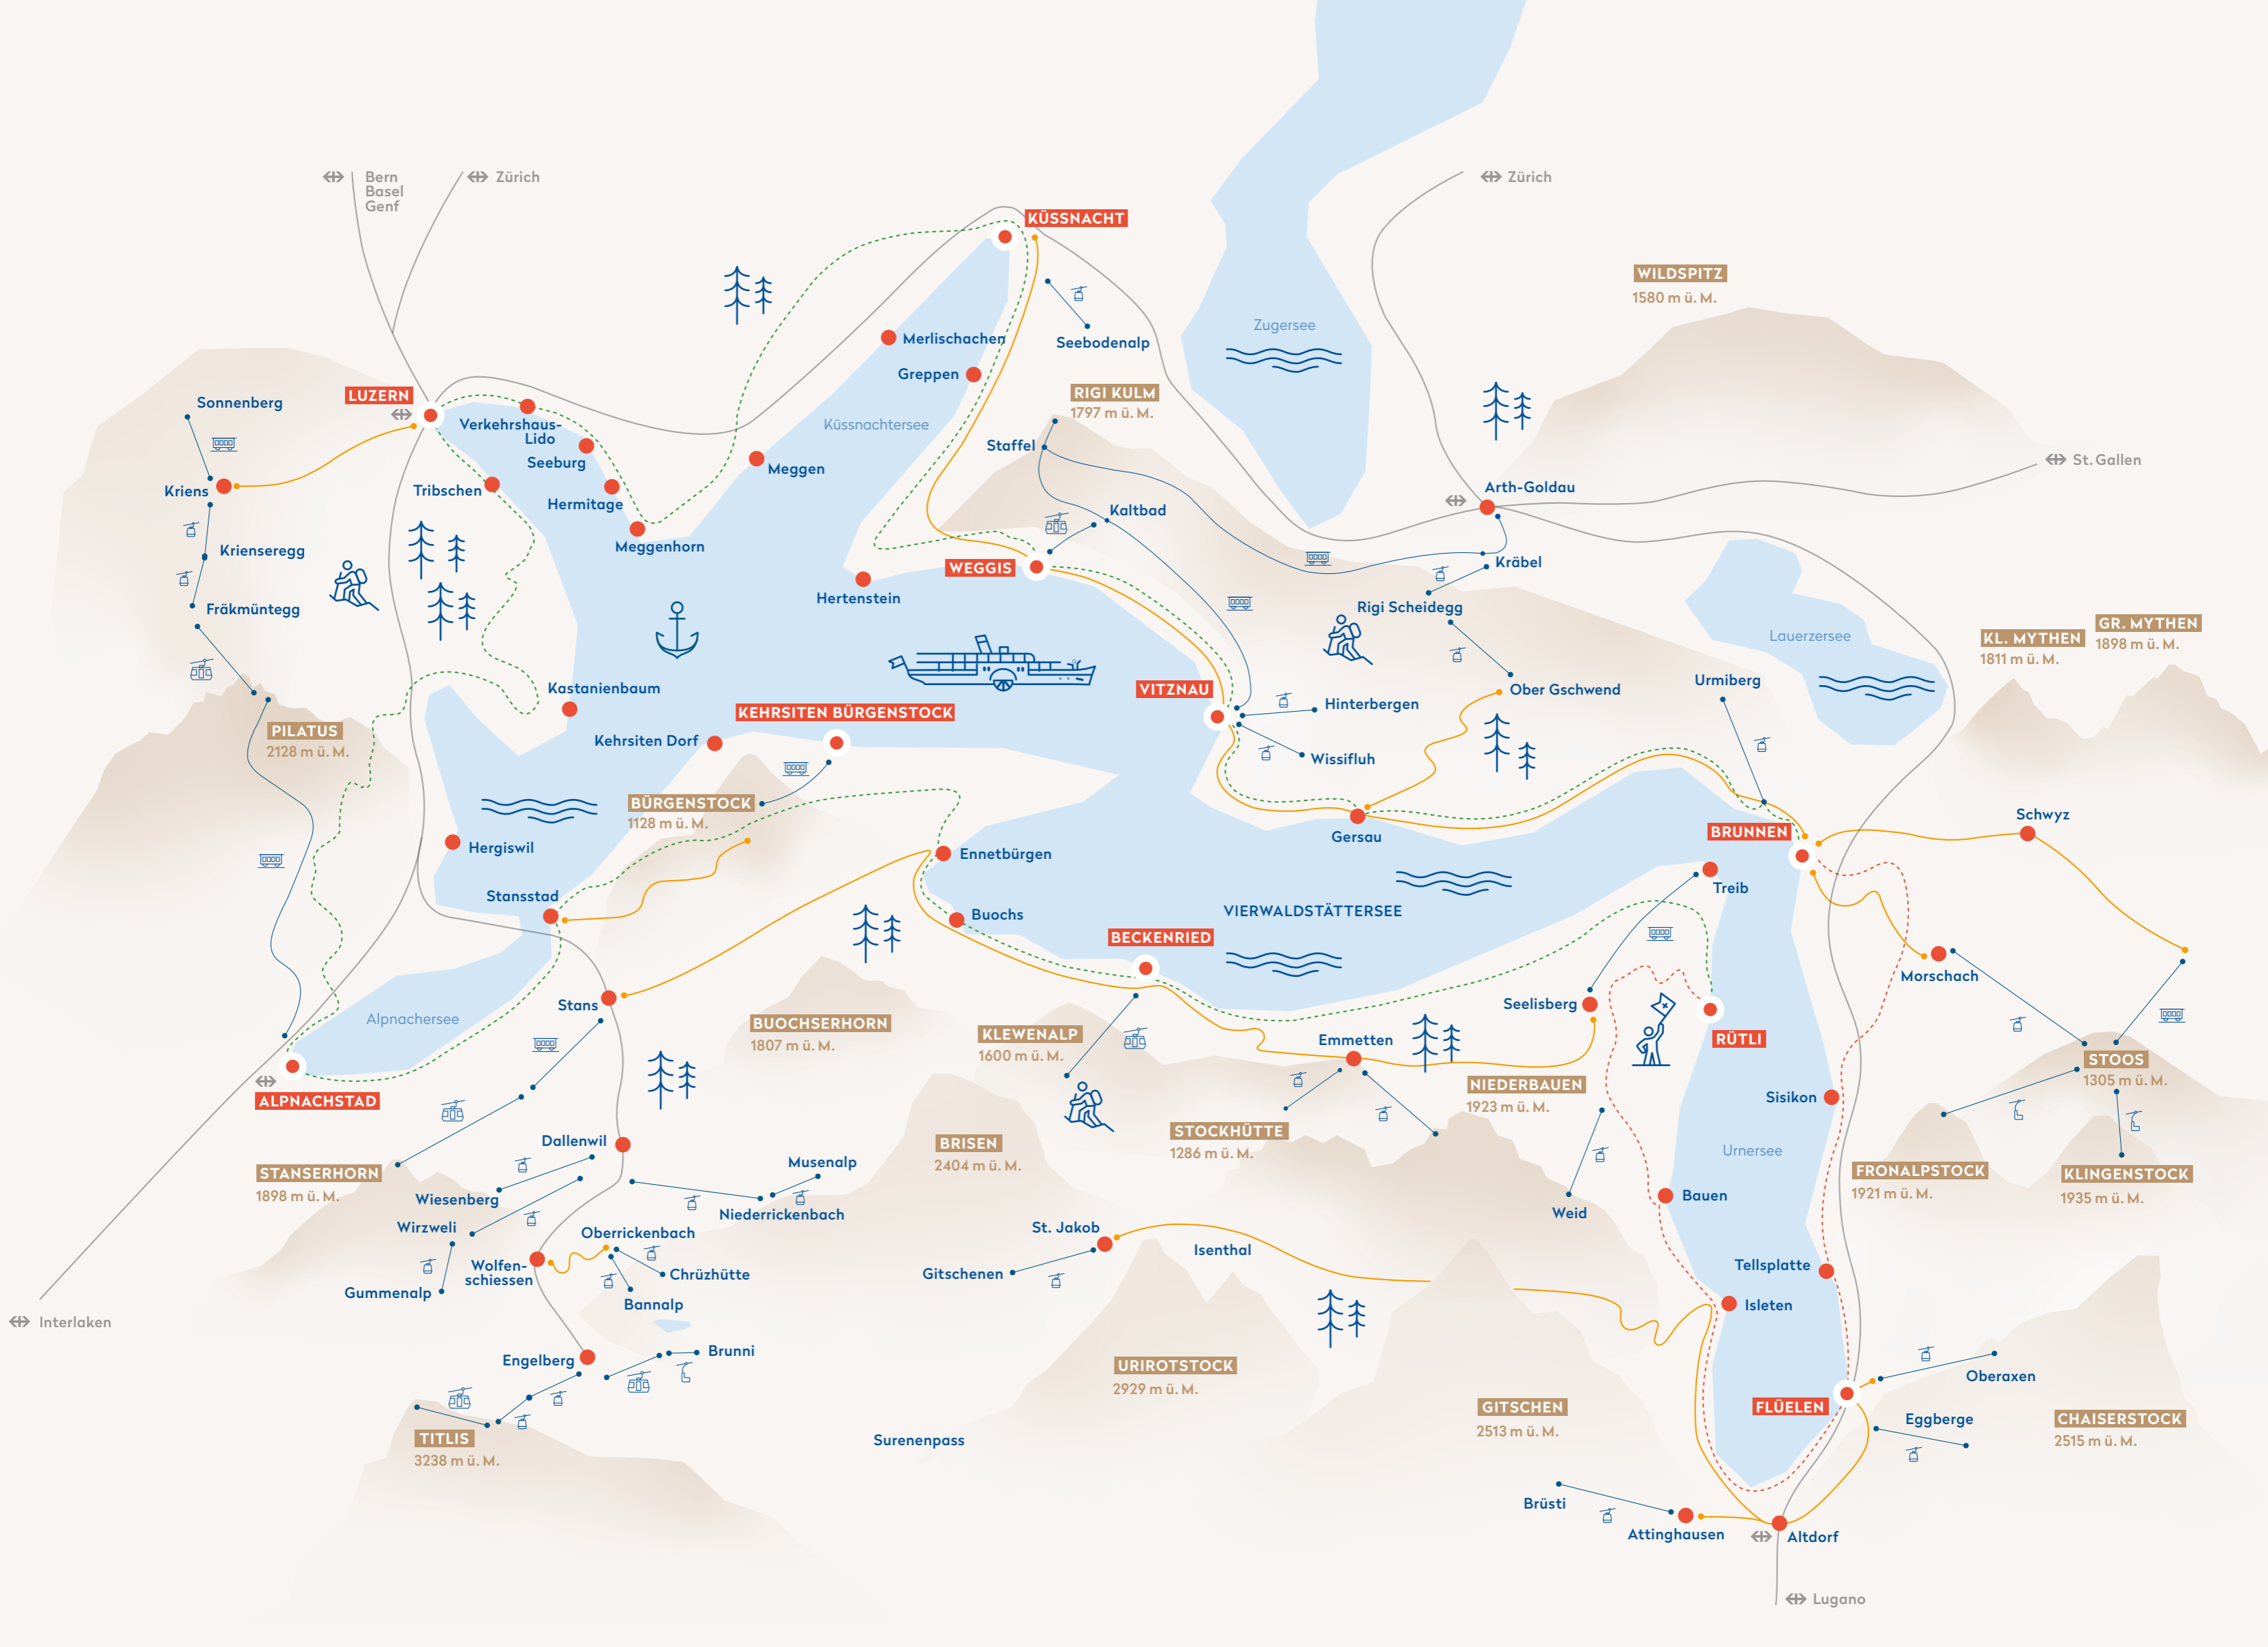 Bern
Basel
Genf
Zürich
Zürich
KÜSSNACHT
WILDSPITZ
1580 m ü. M.
Zugersee
Merlischachen
Seebodenalp
Greppen
LUZERN
RIGI KULM
1797 m ü. M.
Sonnenberg
Verkehrshaus-
Lido
Küssnachtersee
Staffel
Seeburg
Meggen
St. Gallen
Kriens
Tribschen
Hermitage
Arth-Goldau
Kaltbad
Meggenhorn
Krienseregg
WEGGIS
Kräbel
Fräkmüntegg
Hertenstein
Rigi Scheidegg
Lauerzersee
KL. MYTHEN
1811 m ü. M.
GR. MYTHEN
1898 m ü. M.
Kastanienbaum
VITZNAU
Ober Gschwend
Urmiberg
Hinterbergen
KEHRSITEN BÜRGENSTOCK
PILATUS
2128 m ü. M.
Kehrsiten Dorf
Wissifluh
BÜRGENSTOCK
1128 m ü. M.
Schwyz
Gersau
BRUNNEN
Hergiswil
Ennetbürgen
Treib
Stansstad
Buochs
VIERWALDSTÄTTERSEE
BECKENRIED
Morschach
Stans
Seelisberg
Alpnachersee
BUOCHSERHORN
1807 m ü. M.
KLEWENALP
1600 m ü. M.
Emmetten
RÜTLI
STOOS
1305 m ü. M.
ALPNACHSTAD
NIEDERBAUEN
1923 m ü. M.
Sisikon
STOCKHÜTTE
1286 m ü. M.
Dallenwil
BRISEN
2404 m ü. M.
Urnersee
STANSERHORN
1898 m ü. M.
Musenalp
FRONALPSTOCK
1921 m ü. M.
KLINGENSTOCK
1935 m ü. M.
Wiesenberg
Niederrickenbach
Bauen
Weid
Wirzweli
Oberrickenbach
St. Jakob
Isenthal
Wolfen-
schiessen
Chrüzhütte
Gitschenen
Tellsplatte
Gummenalp
Bannalp
Isleten
Interlaken
Engelberg
Brunni
URIROTSTOCK
2929 m ü. M.
Oberaxen
FLÜELEN
GITSCHEN
2513 m ü. M.
Eggberge
CHAISERSTOCK
2515 m ü. M.
TITLIS
3238 m ü. M.
Surenenpass
Brüsti
Attinghausen
Altdorf
Lugano